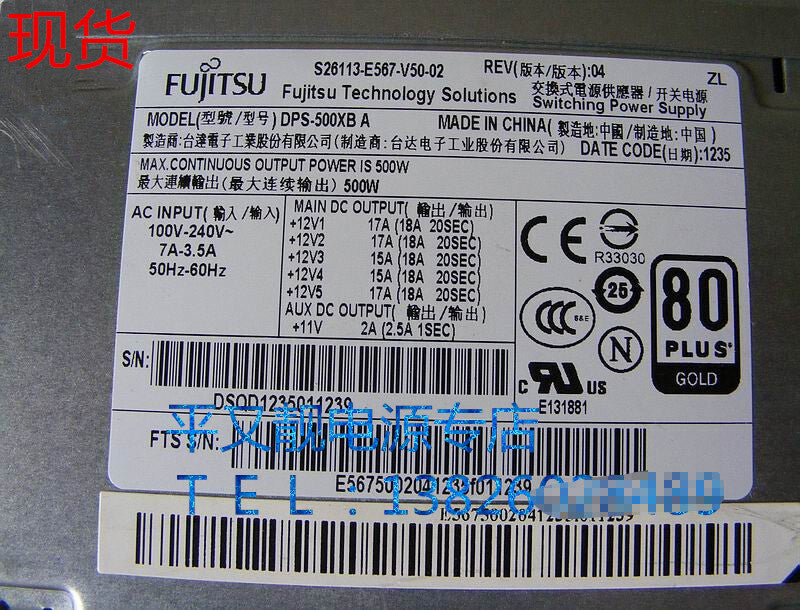 现货
FUJITSU
S26113-E567-V50-02 REV(版本/版本):04 ZL
Fujitsu Technology Solutions 交換式電源供應器/开关电源
Switching Power Supply
MODEL(型號/型号) DPS-500XB A MADE IN CHINA(製造地:中國/制造地:中国)
製造商:台達電子工業股份有限公司(制造商:台达电子工业股份有限公司) DATE CODE(日期):1235
MAX.CONTINUOUS OUTPUT POWER IS 500W
最大連續輸出(最大连续输出) 500W
AC INPUT(輸入/输入)
100V-240V~
7A-3.5A
50Hz-60Hz
MAIN DC OUTPUT(輸出/输出)
+12V1 17A (18A 20SEC)
+12V2 17A (18A 20SEC)
+12V3 15A (18A 20SEC)
+12V4 15A (18A 20SEC)
+12V5 17A (18A 20SEC)
AUX DC OUTPUT(輸出/输出)
+11V 2A (2.5A 1SEC)
CE
R33030
25
CCC S&E
N
c RU US
E131881
80
PLUS
GOLD
S/N:
DSOD1235011239
平又靓电源专店
FTS S/N:
TEL:13826